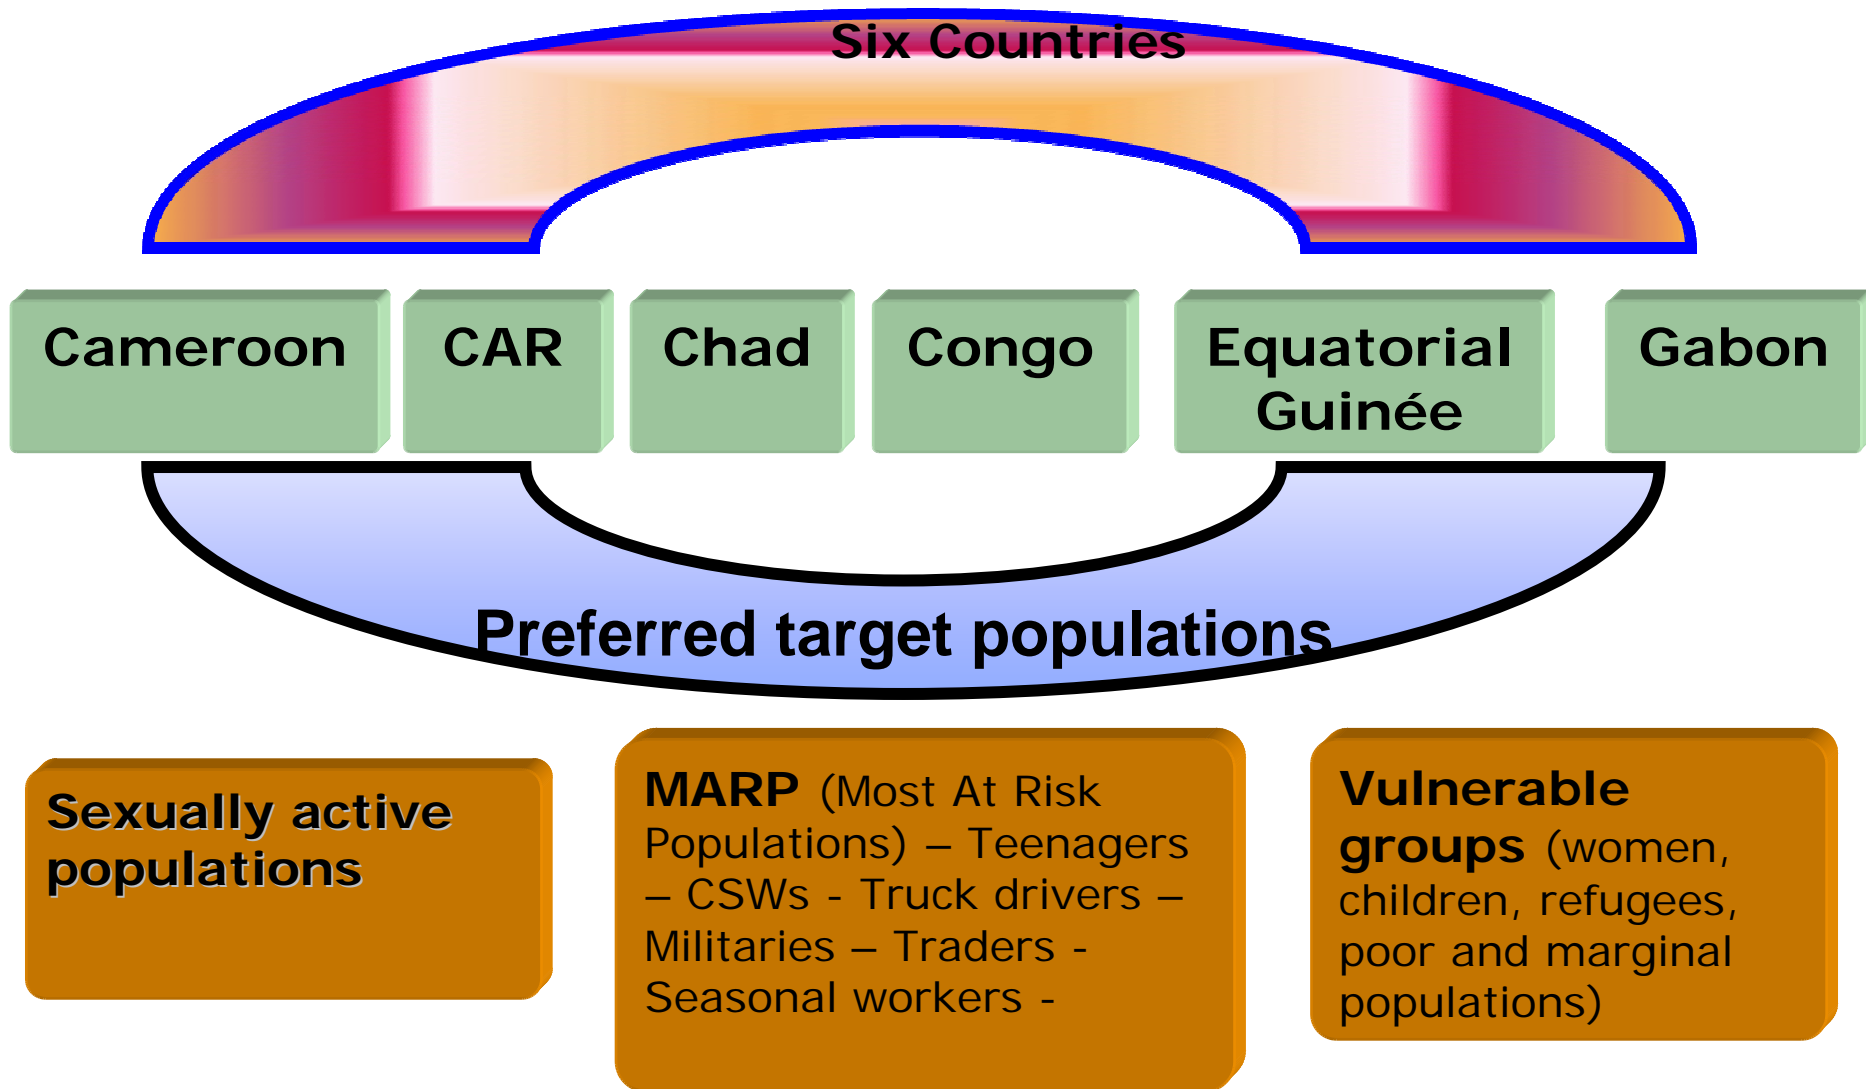 Six Countries
Cameroon
CAR
Chad
Congo
Equatorial
Guinée
Gabon
Preferred target populations
Sexually active
populations
MARP (Most At Risk
Populations) – Teenagers
– CSWs - Truck drivers –
Militaries – Traders -
Seasonal workers -
Vulnerable
groups (women,
children, refugees,
poor and marginal
populations)